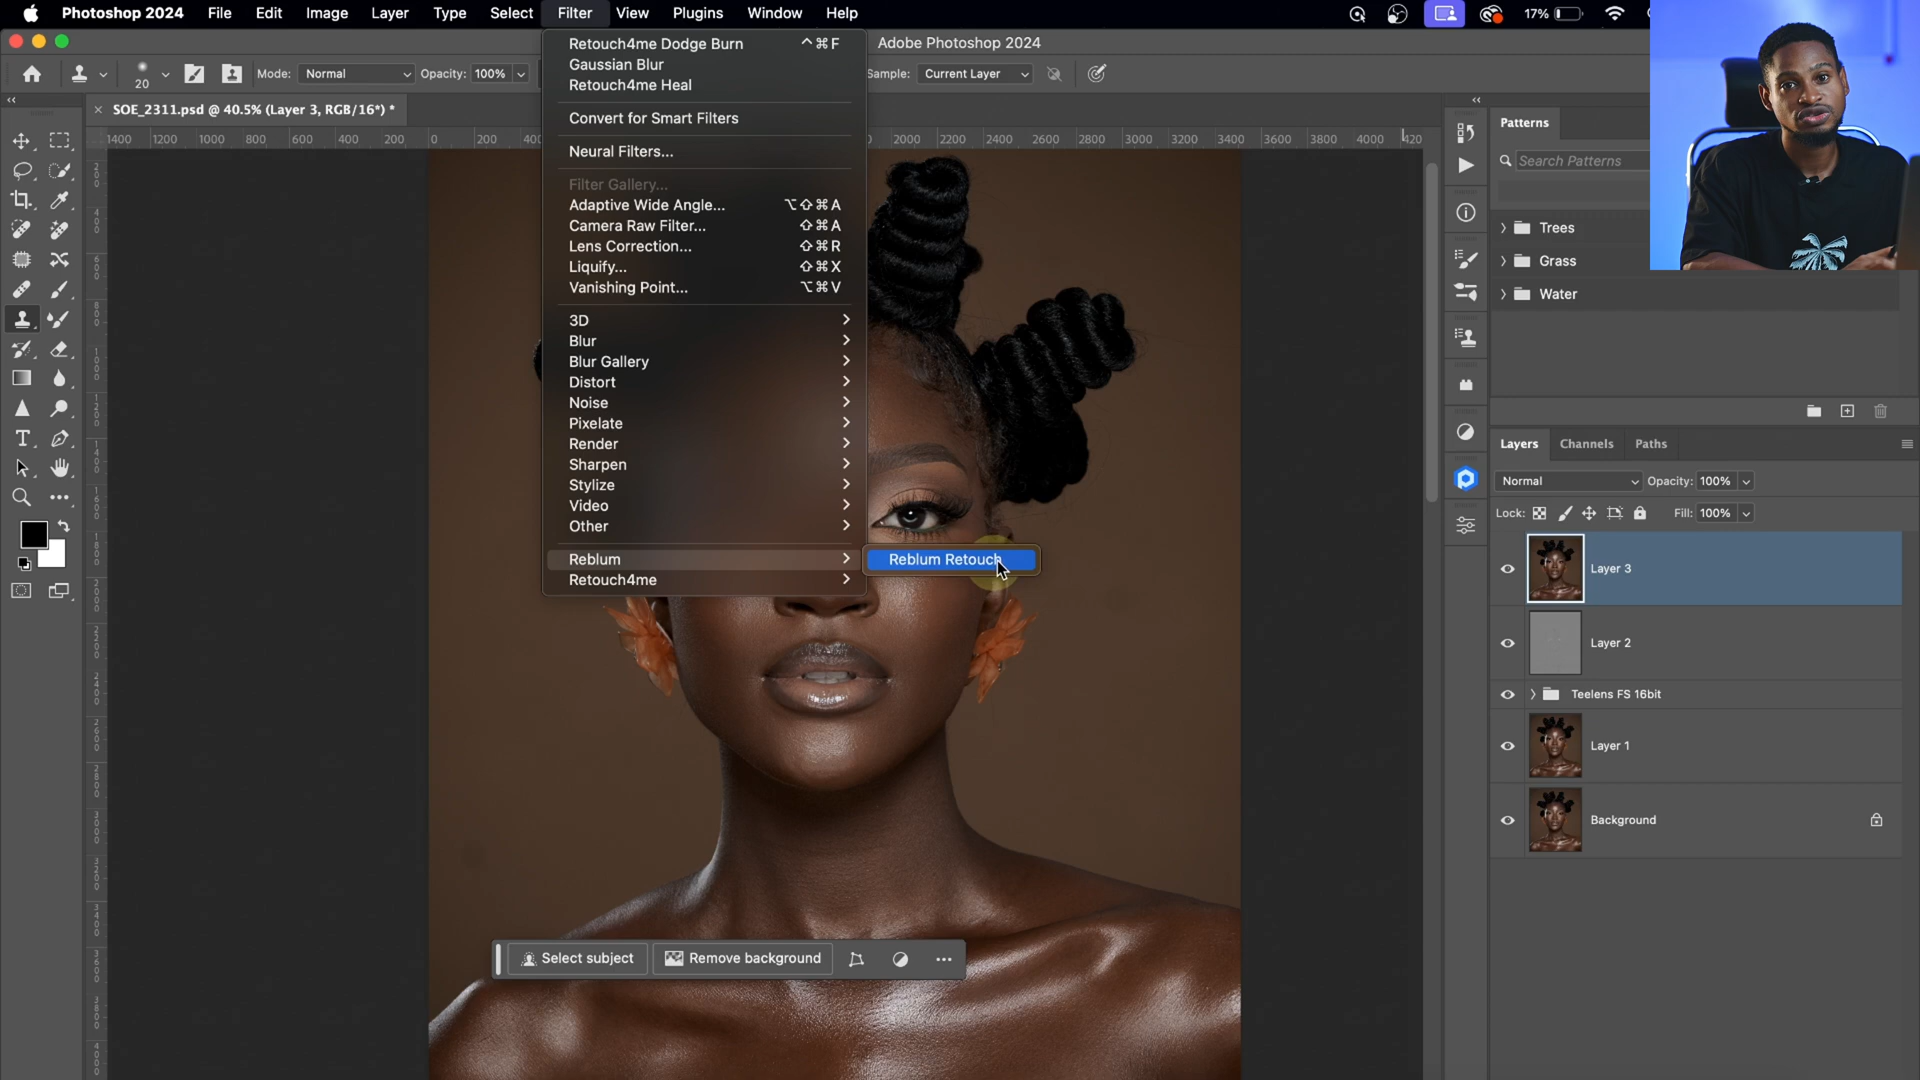 Photoshop 2024 File Edit Image Layer Type Select Filter View Plugins Window Help 17%
Adobe Photoshop 2024
20 Mode: Normal Opacity: 100% Sample: Current Layer
SOE_2311.psd @ 40.5% (Layer 3, RGB/16*) *
1400 1200 1000 800 600 400 200 0 200 2000 2200 2400 2600 2800 3000 3200 3400 3600 3800 4000
Retouch4me Dodge Burn ^⌘F
Gaussian Blur
Retouch4me Heal
Convert for Smart Filters
Neural Filters...
Filter Gallery...
Adaptive Wide Angle... ⌥⇧⌘A
Camera Raw Filter... ⇧⌘A
Lens Correction... ⇧⌘R
Liquify... ⇧⌘X
Vanishing Point... ⌥⌘V
3D
Blur
Blur Gallery
Distort
Noise
Pixelate
Render
Sharpen
Stylize
Video
Other
Reblum
Retouch4me
Reblum Retouch
Select subject Remove background
Patterns
Search Patterns
Trees
Grass
Water
Layers Channels Paths
Normal Opacity: 100%
Lock: Fill: 100%
Layer 3
Layer 2
Teelens FS 16bit
Layer 1
Background